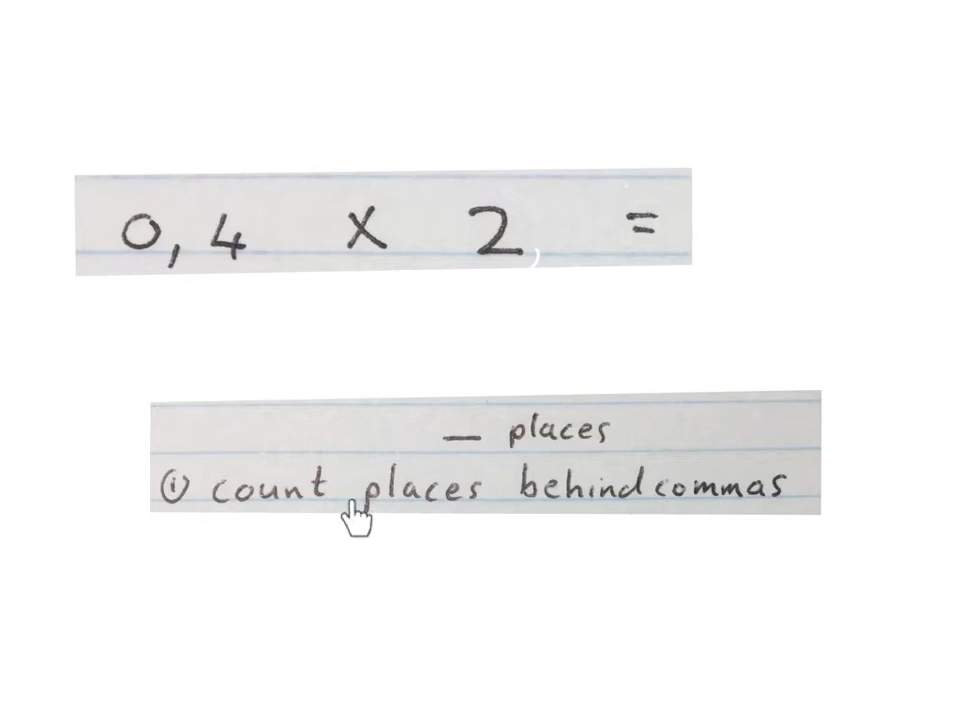 0,4 x 2, =
— places
① count places behind commas